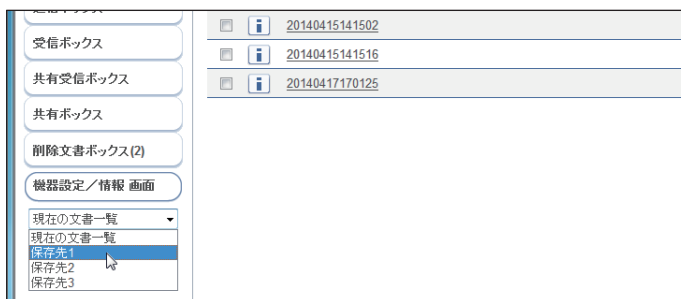 受信ボックス
共有受信ボックス
共有ボックス
削除文書ボックス(2)
機器設定／情報 画面
現在の文書一覧
現在の文書一覧
保存先1
保存先2
保存先3
20140415141502
20140415141516
20140417170125